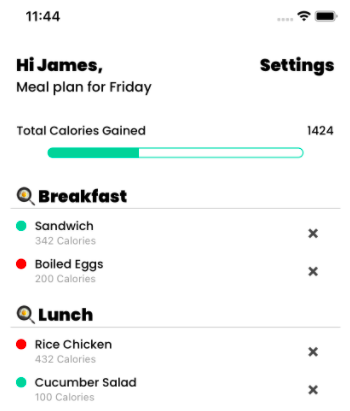 11:44
Hi James, Settings
Meal plan for Friday
Total Calories Gained 1424
Breakfast
Sandwich
342 Calories
Boiled Eggs
200 Calories
Lunch
Rice Chicken
432 Calories
Cucumber Salad
100 Calories